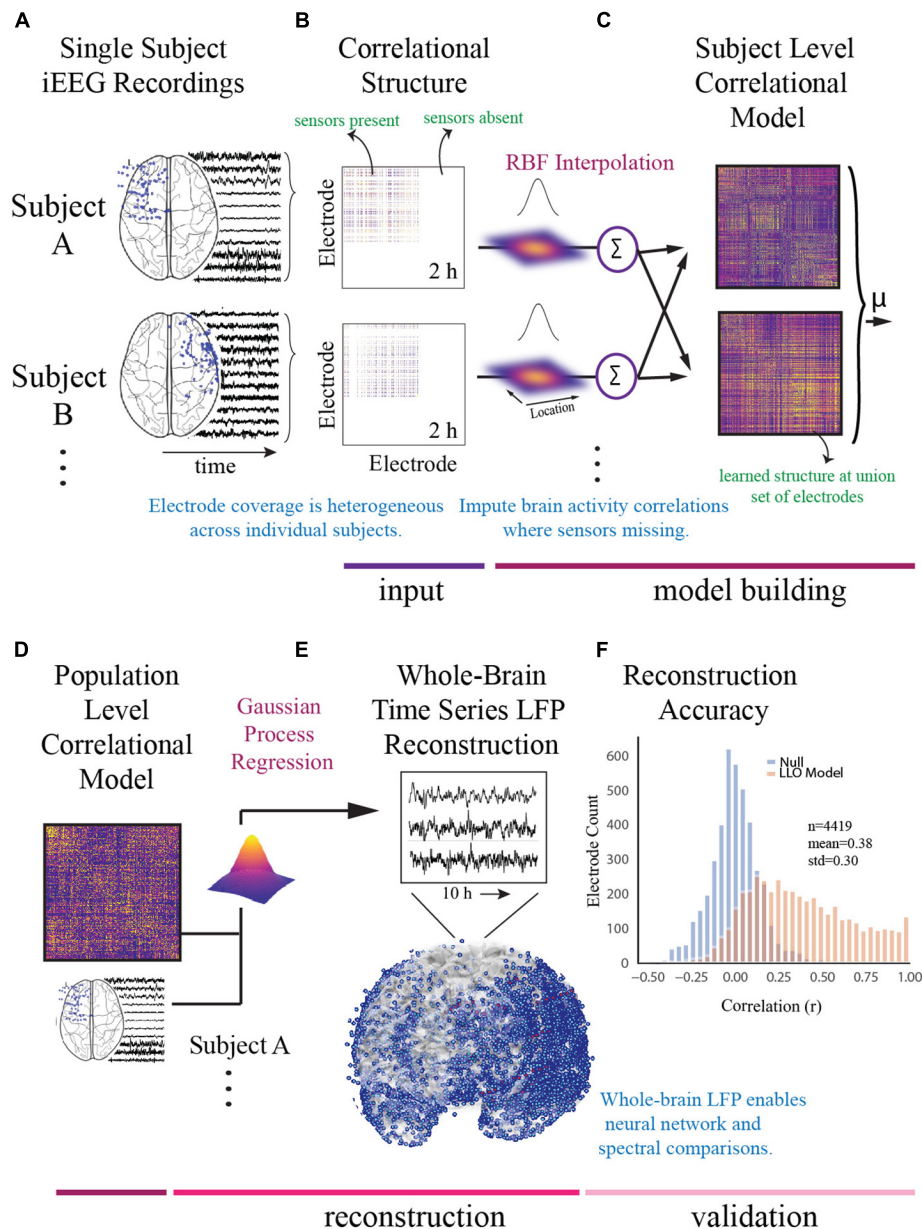 A
Single Subject
iEEG Recordings
Subject
A
Subject
B
time
B
Correlational
Structure
sensors present
sensors absent
Electrode
2 h
Electrode
2 h
Electrode
Electrode coverage is heterogeneous
across individual subjects.
RBF Interpolation
Σ
Σ
Location
Impute brain activity correlations
where sensors missing.
C
Subject Level
Correlational
Model
μ
learned structure at union
set of electrodes
input
model building
D
Population
Level
Correlational
Model
Gaussian
Process
Regression
Subject A
E
Whole-Brain
Time Series LFP
Reconstruction
10 h
F
Reconstruction
Accuracy
Null
LLO Model
n=4419
mean=0.38
std=0.30
Electrode Count
600
500
400
300
200
100
0
−0.50 −0.25 0.00 0.25 0.50 0.75 1.00
Correlation (r)
Whole-brain LFP enables
neural network and
spectral comparisons.
reconstruction
validation